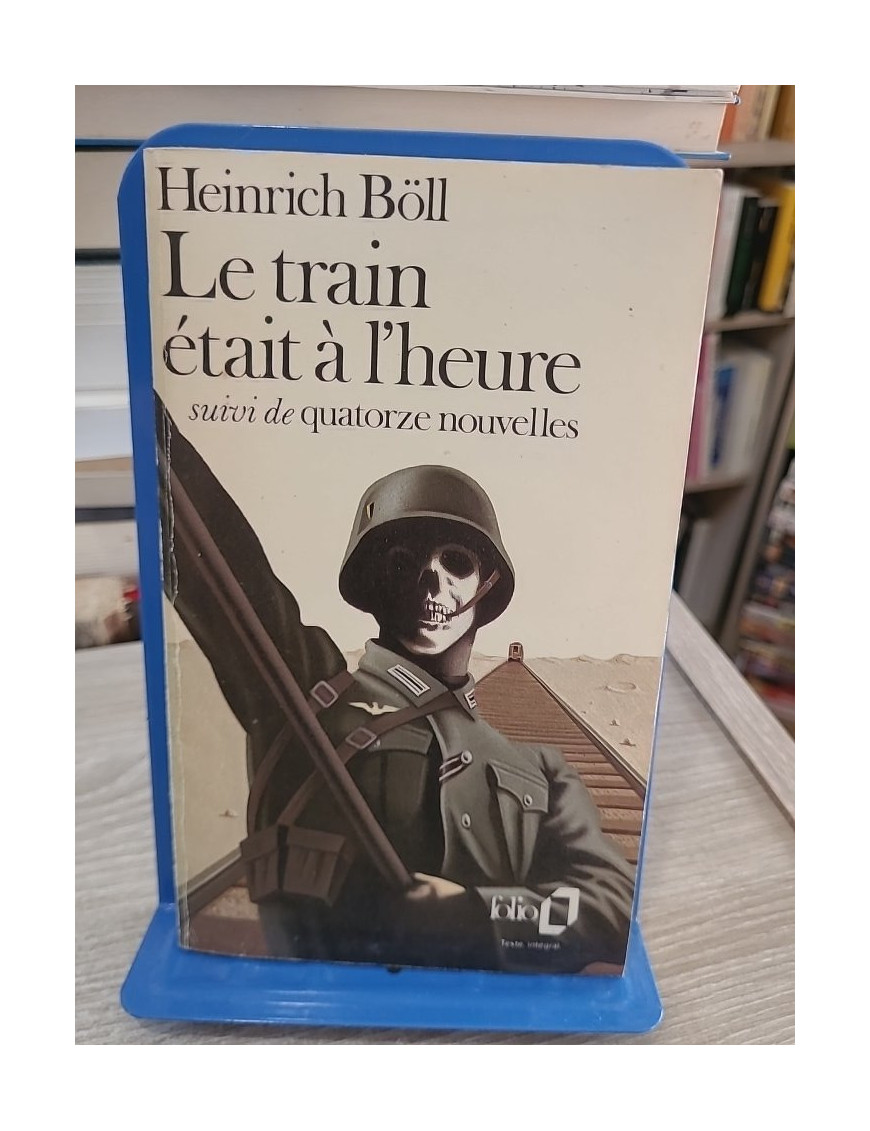 Heinrich Böll
Le train
était à l'heure
suivi de quatorze nouvelles
folio
Texte intégral